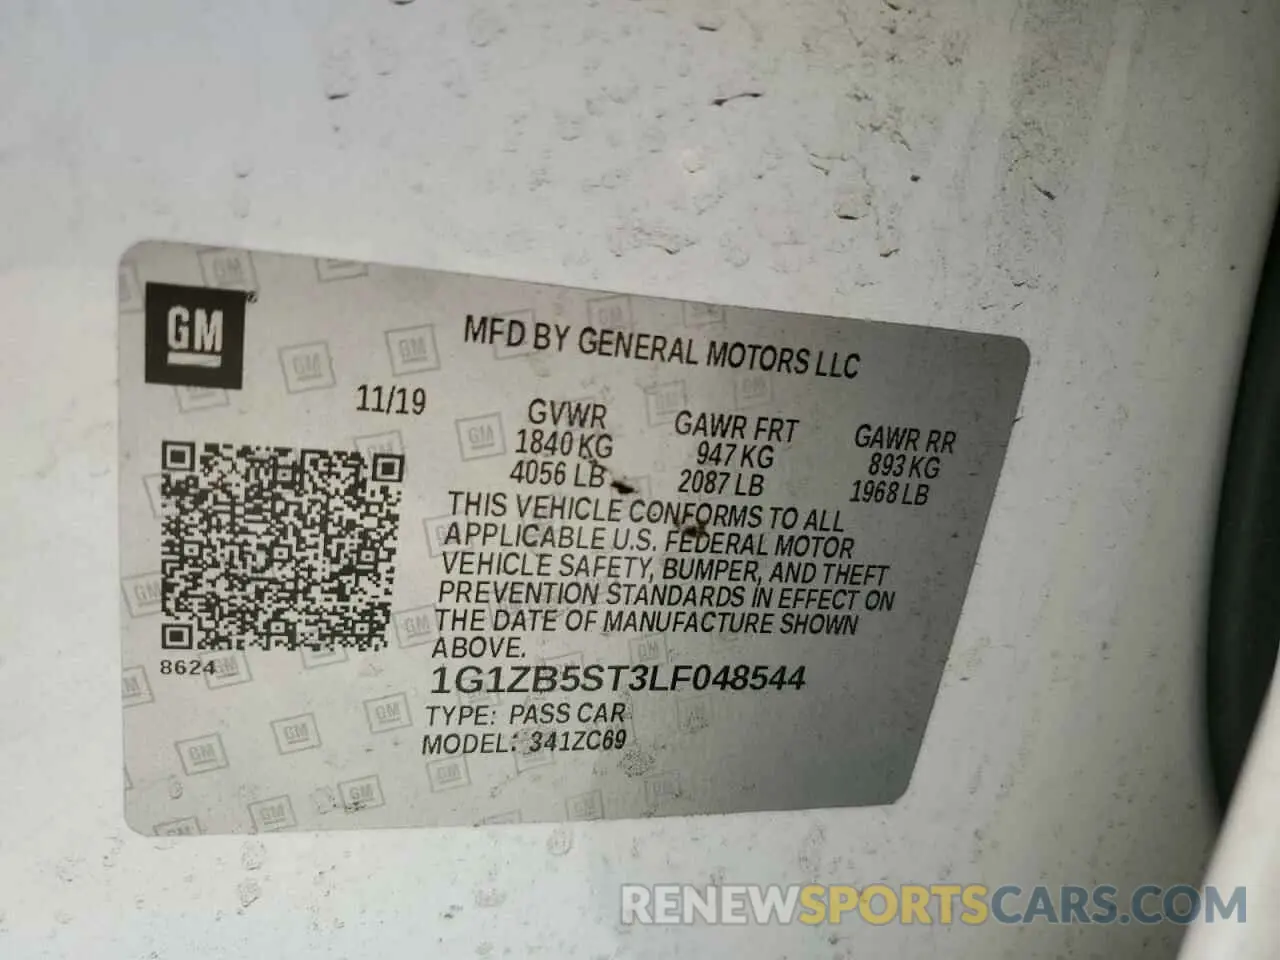 GM
MFD BY GENERAL MOTORS LLC
11/19
GVWR
1840 KG
4056 LB
GAWR FRT
947 KG
2087 LB
GAWR RR
893 KG
1968 LB
THIS VEHICLE CONFORMS TO ALL
APPLICABLE U.S. FEDERAL MOTOR
VEHICLE SAFETY, BUMPER, AND THEFT
PREVENTION STANDARDS IN EFFECT ON
THE DATE OF MANUFACTURE SHOWN
ABOVE.
8624
1G1ZB5ST3LF048544
TYPE: PASS CAR
MODEL: 341ZC69
RENEWSPORTSCARS.COM